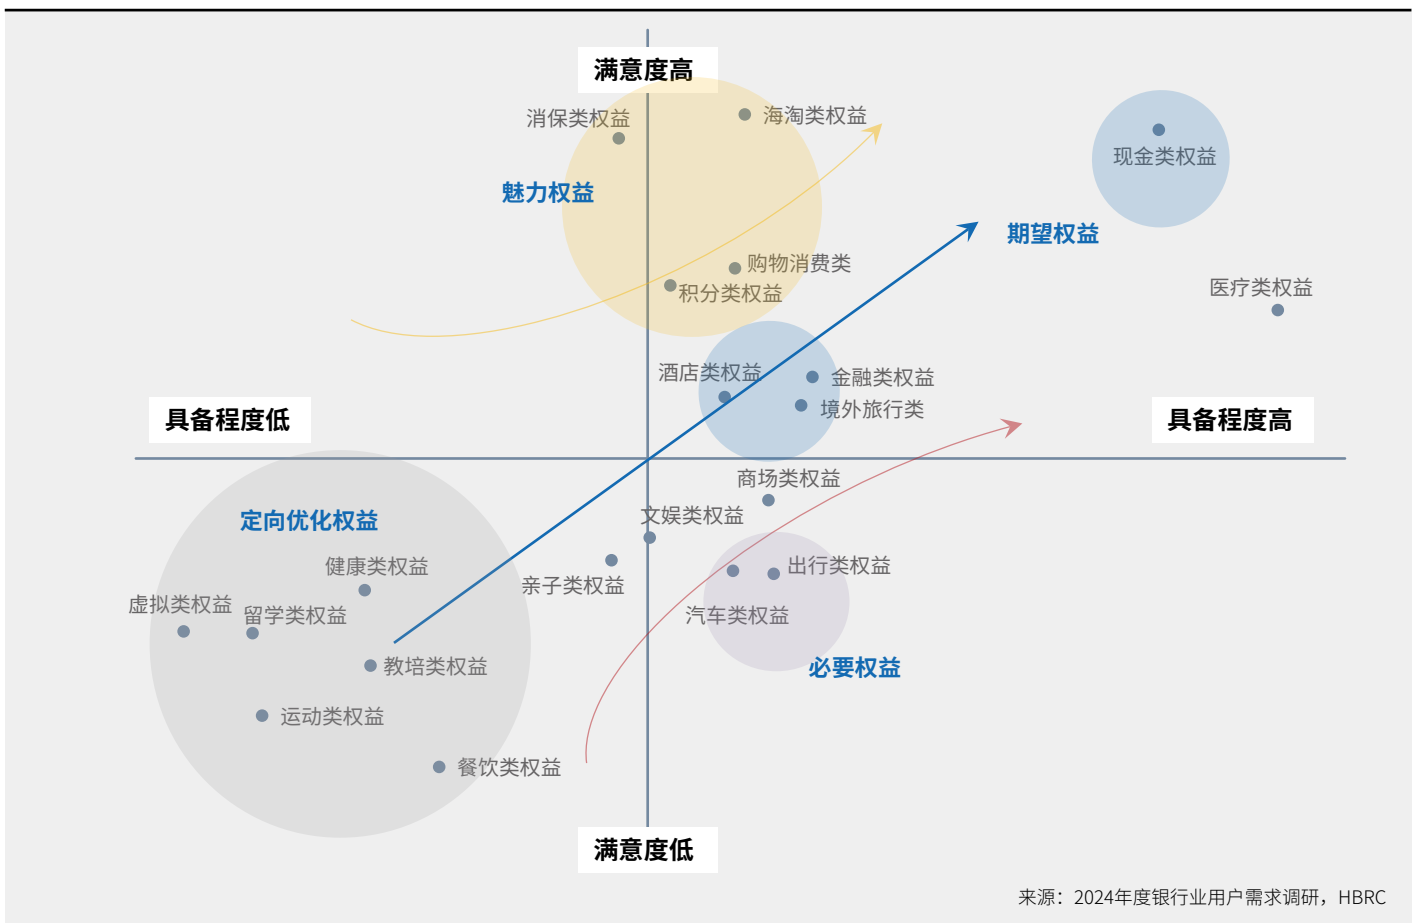 满意度高
消保类权益
海淘类权益
现金类权益
魅力权益
期望权益
购物消费类
积分类权益
医疗类权益
酒店类权益
金融类权益
境外旅行类
具备程度低
具备程度高
商场类权益
文娱类权益
定向优化权益
健康类权益
亲子类权益
出行类权益
虚拟类权益
留学类权益
汽车类权益
教培类权益
必要权益
运动类权益
餐饮类权益
满意度低
来源：2024年度银行业用户需求调研，HBRC